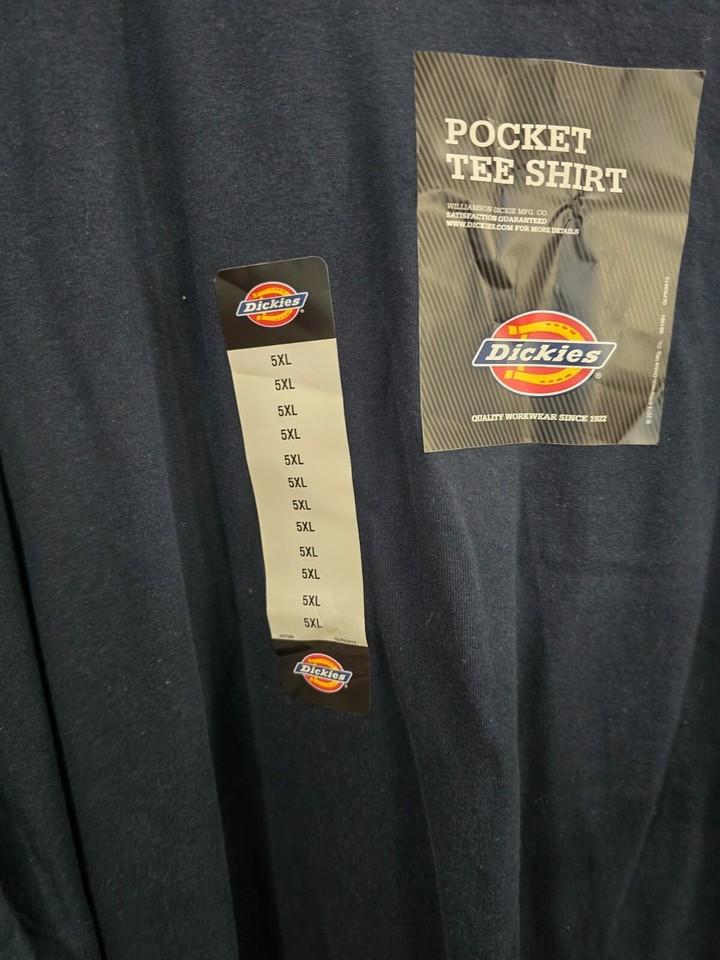 POCKET
TEE SHIRT
WILLIAMSON-DICKIE MFG. CO.
SATISFACTION GUARANTEED
WWW.DICKIES.COM FOR MORE DETAILS
Dickies
®
QUALITY WORKWEAR SINCE 1922
Dickies
®
5XL
5XL
5XL
5XL
5XL
5XL
5XL
5XL
5XL
5XL
5XL
5XL
Dickies
®